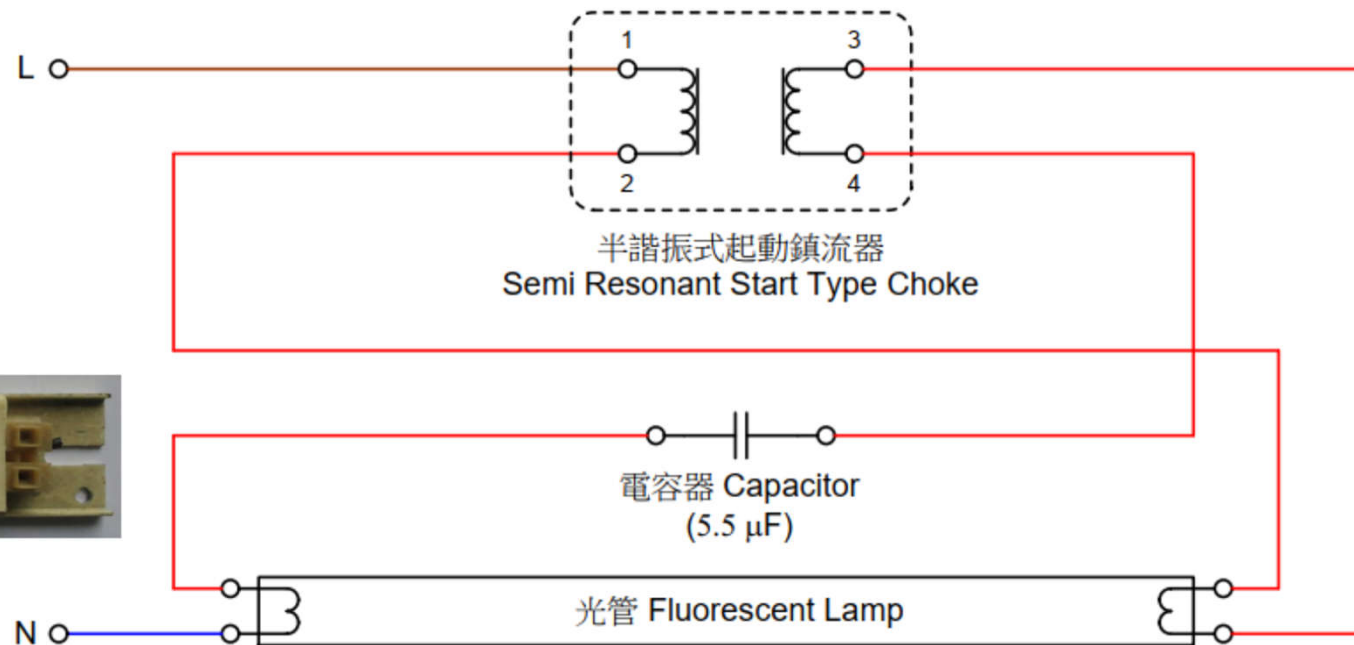 L
1
3
2
4
半諧振式起動鎮流器
Semi Resonant Start Type Choke
電容器 Capacitor
(5.5 μF)
光管 Fluorescent Lamp
N